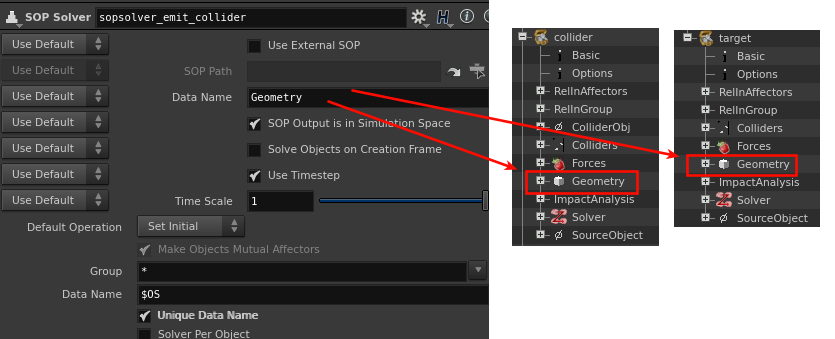 SOP Solver sopsolver_emit_collider
Use Default Use External SOP
Use Default SOP Path
Use Default Data Name Geometry
Use Default SOP Output is in Simulation Space
Use Default Solve Objects on Creation Frame
Use Default Use Timestep
Use Default Time Scale 1
Default Operation Set Initial
Make Objects Mutual Affectors
Group *
Data Name $OS
Unique Data Name
Solver Per Object
collider
Basic
Options
RelInAffectors
RelInGroup
ColliderObj
Colliders
Forces
Geometry
ImpactAnalysis
Solver
SourceObject
target
Basic
Options
RelInAffectors
RelInGroup
Colliders
Forces
Geometry
ImpactAnalysis
Solver
SourceObject